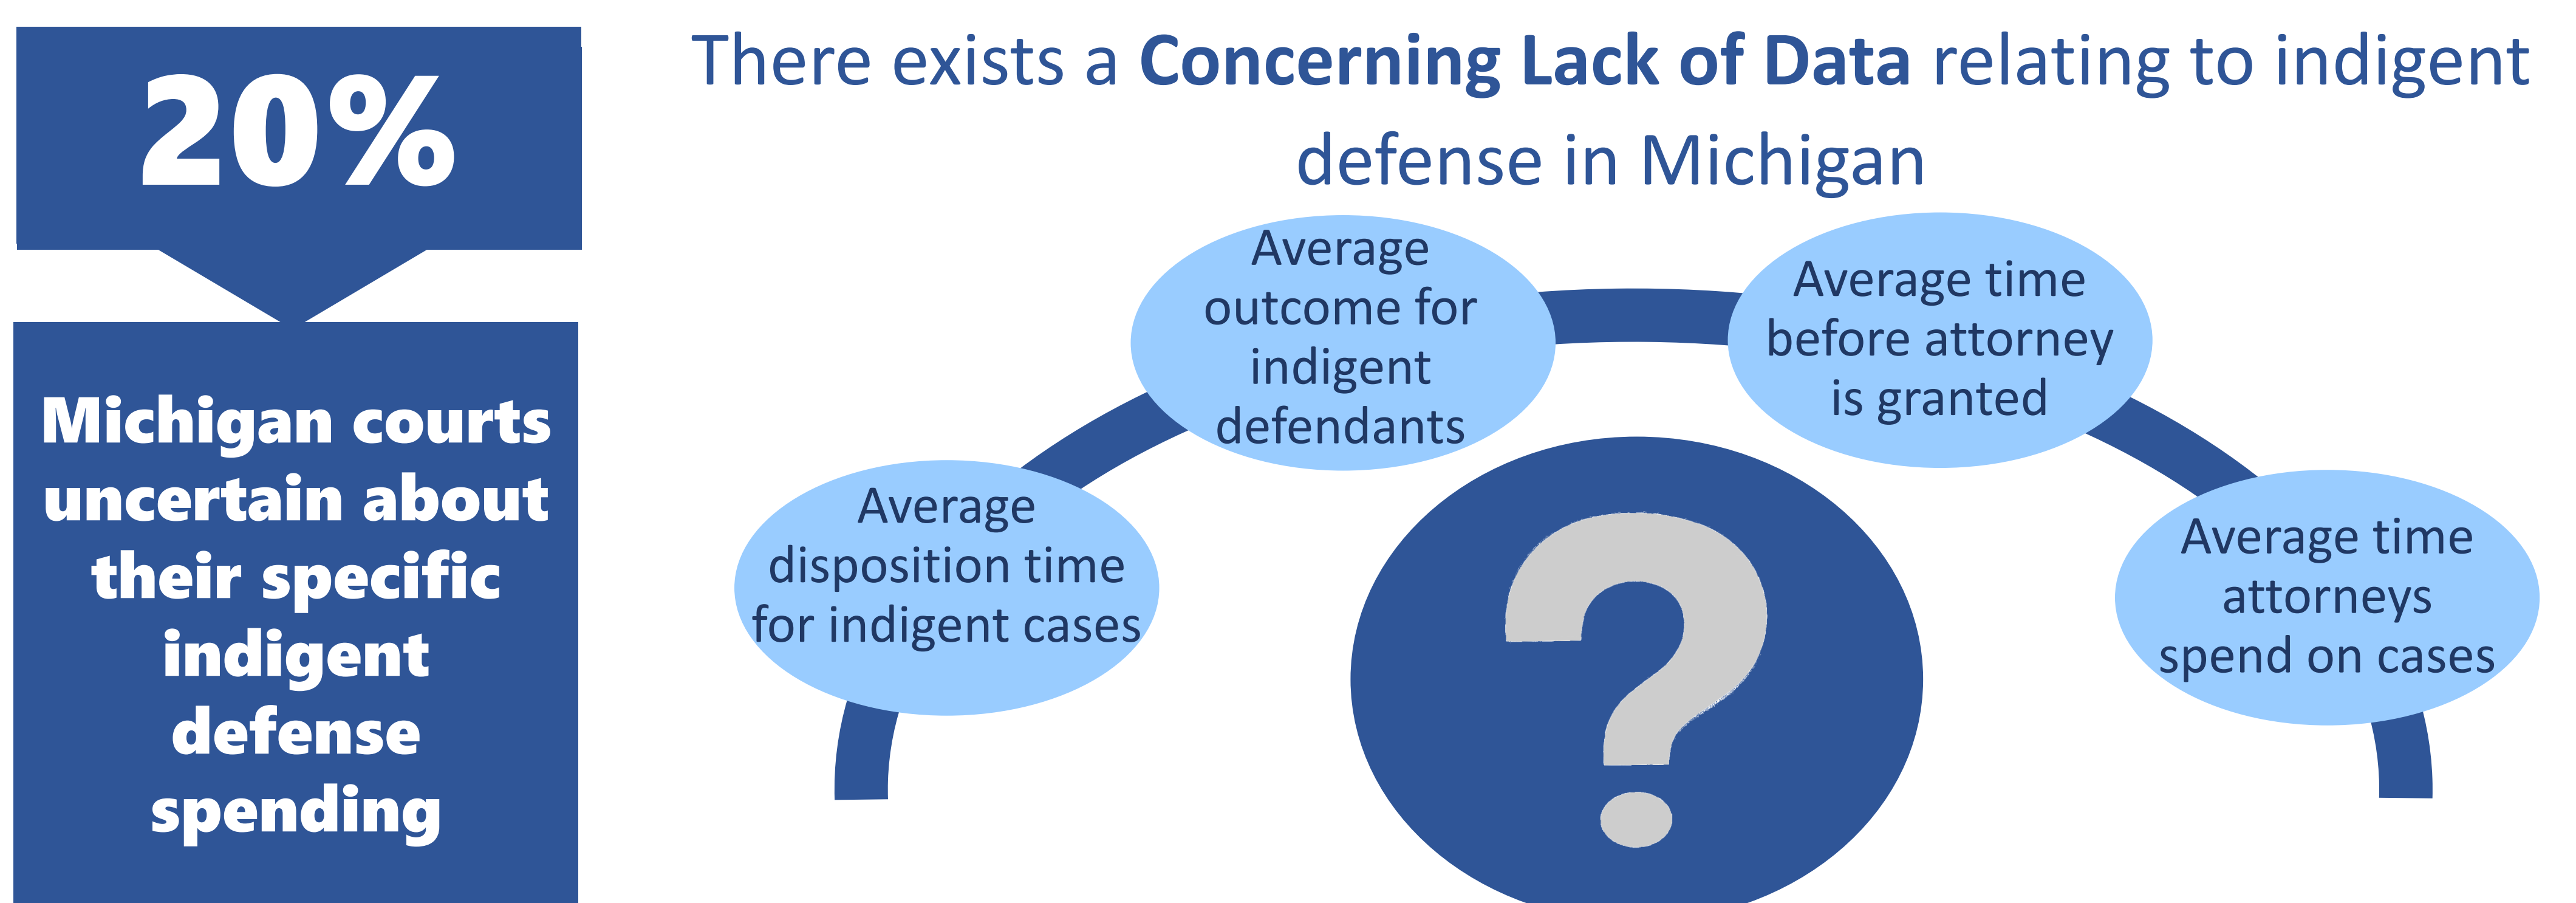 20%
Michigan courts
uncertain about
their specific
indigent
defense
spending
There exists a Concerning Lack of Data relating to indigent
defense in Michigan
Average
disposition time
for indigent cases
Average
outcome for
indigent
defendants
Average time
before attorney
is granted
Average time
attorneys
spend on cases
?